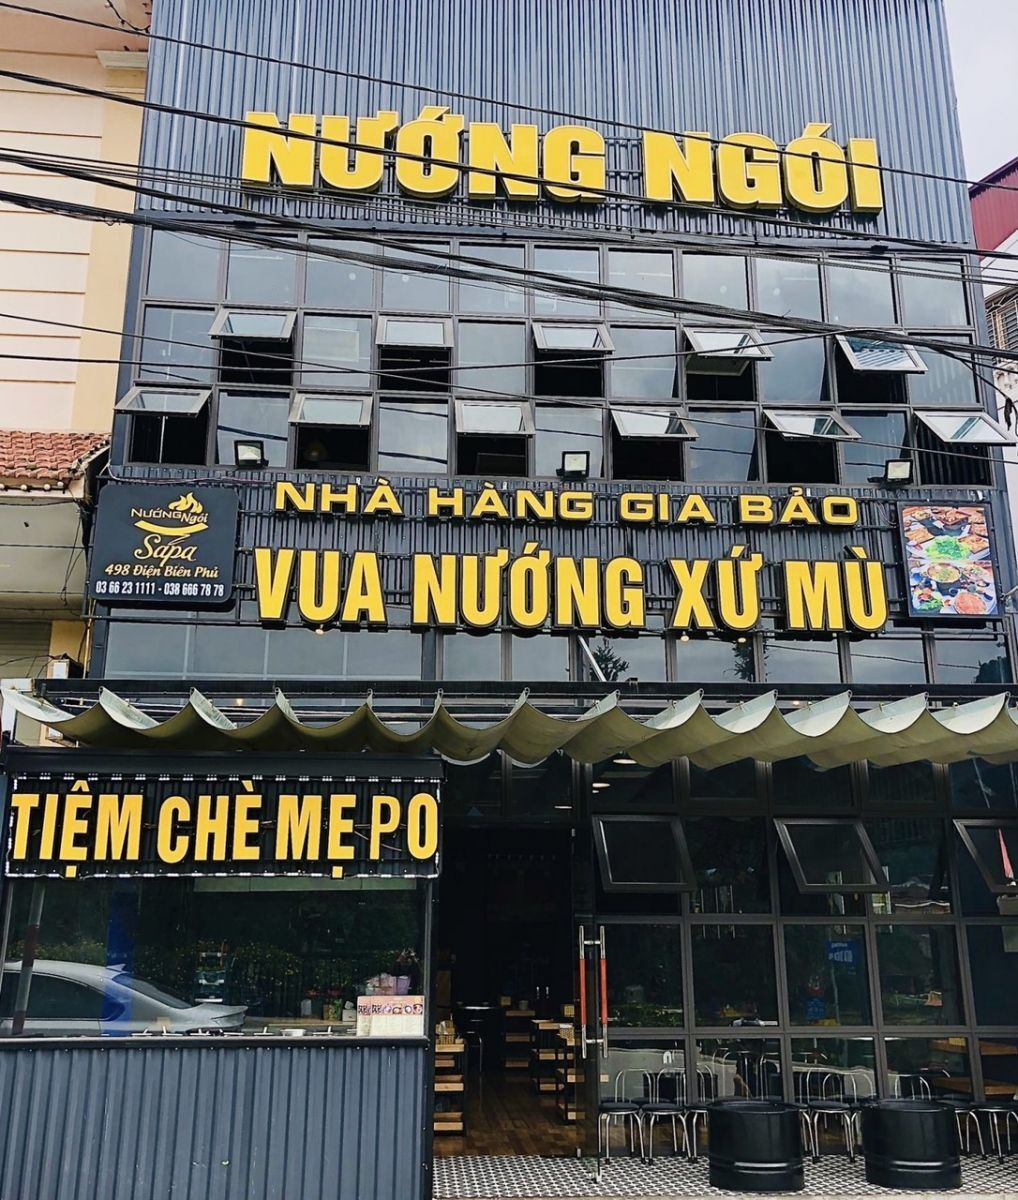 NƯỚNG NGÓI
NHÀ HÀNG GIA BẢO
VUA NƯỚNG XỨ MÙ
NƯỚNG Ngói
Sapa
498 Điện Biên Phủ
03 66 23 1111 - 038 666 78 78
TIỆM CHÈ MẸ PO